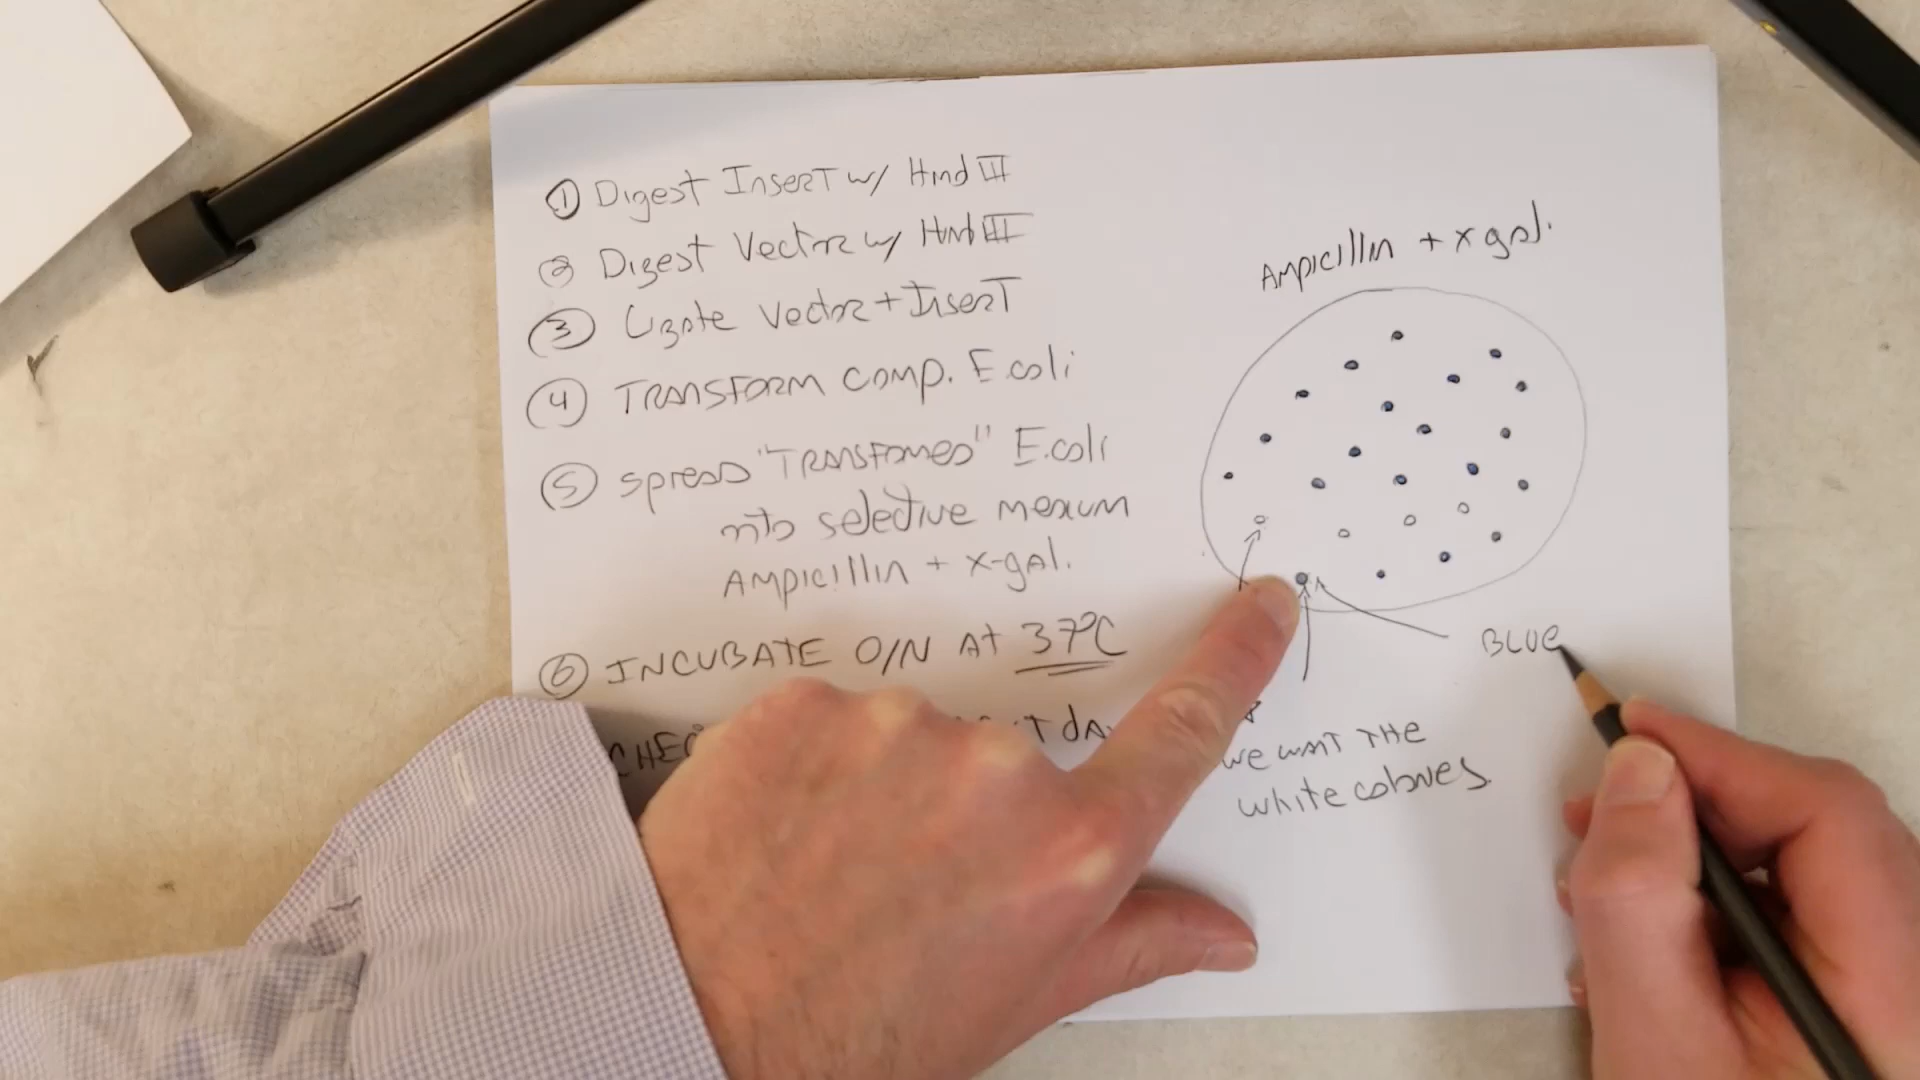 ① Digest Insert w/ Hind III
② Digest Vector w/ Hind III
③ Ligate Vector + Insert
④ TRANSFORM comp. E.coli
⑤ spread "TRANSFORMED" E.coli
into selective medium
Ampicillin + x-gal.
⑥ INCUBATE O/N At 37°C
Ampicillin + x gal.
BLUE
we want THE
white colonies.